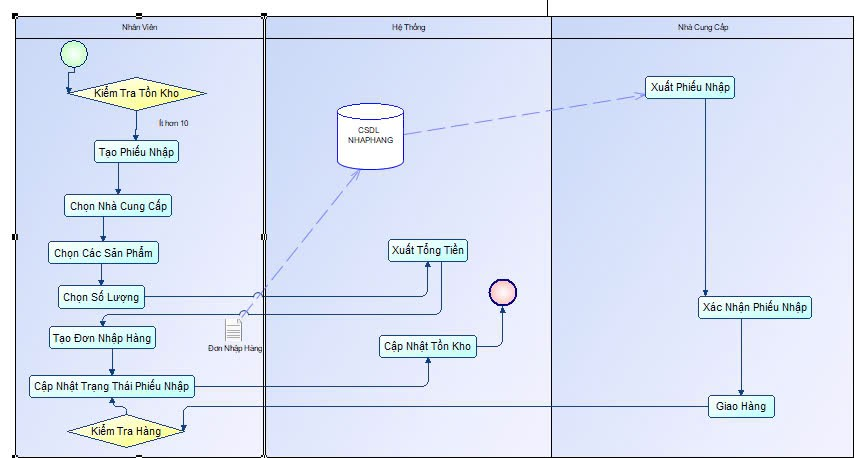 Nhân Viên
Hệ Thống
Nhà Cung Cấp
Kiểm Tra Tồn Kho
Ít hơn 10
Tạo Phiếu Nhập
Chọn Nhà Cung Cấp
Chọn Các Sản Phẩm
Chọn Số Lượng
Tạo Đơn Nhập Hàng
Cập Nhật Trạng Thái Phiếu Nhập
Kiểm Tra Hàng
Đơn Nhập Hàng
CSDL
NHAPHANG
Xuất Tổng Tiền
Cập Nhật Tồn Kho
Xuất Phiếu Nhập
Xác Nhận Phiếu Nhập
Giao Hàng